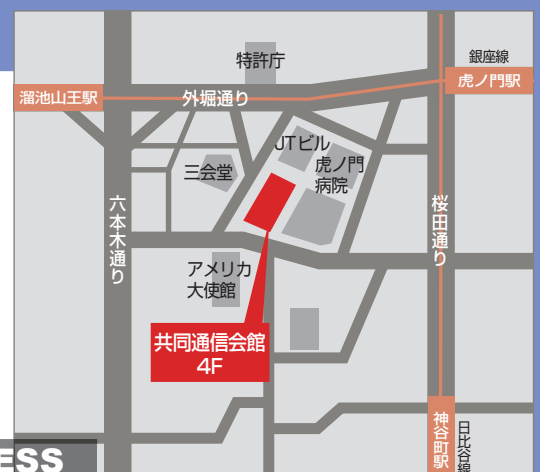 特許庁
銀座線
虎ノ門駅
溜池山王駅
外堀通り
JTビル
虎ノ門
病院
三会堂
六本木通り
桜田通り
アメリカ
大使館
共同通信会館
4F
神谷町駅
日比谷線
ESS